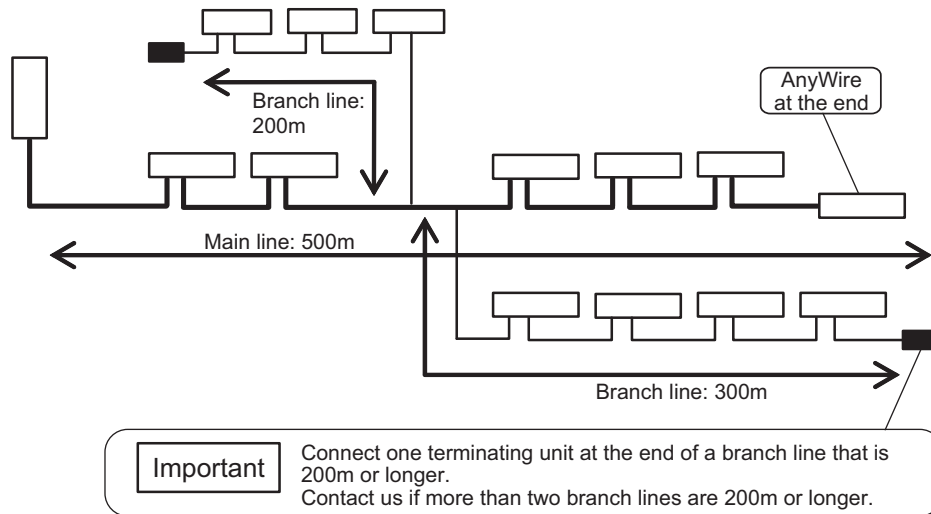 Branch line:
200m
AnyWire
at the end
Main line: 500m
Branch line: 300m
Important
Connect one terminating unit at the end of a branch line that is
200m or longer.
Contact us if more than two branch lines are 200m or longer.